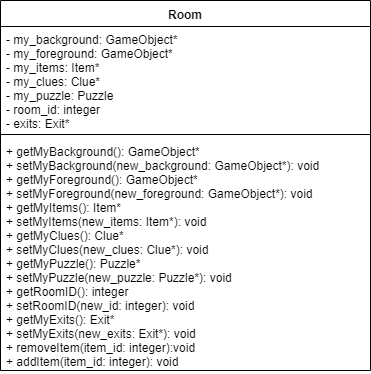 Room
- my_background: GameObject*
- my_foreground: GameObject*
- my_items: Item*
- my_clues: Clue*
- my_puzzle: Puzzle
- room_id: integer
- exits: Exit*
+ getMyBackground(): GameObject*
+ setMyBackground(new_background: GameObject*): void
+ getMyForeground(): GameObject*
+ setMyForeground(new_foreground: GameObject*): void
+ getMyItems(): Item*
+ setMyItems(new_items: Item*): void
+ getMyClues(): Clue*
+ setMyClues(new_clues: Clue*): void
+ getMyPuzzle(): Puzzle*
+ setMyPuzzle(new_puzzle: Puzzle*): void
+ getRoomID(): integer
+ setRoomID(new_id: integer): void
+ getMyExits(): Exit*
+ setMyExits(new_exits: Exit*): void
+ removeItem(item_id: integer):void
+ addItem(item_id: integer): void